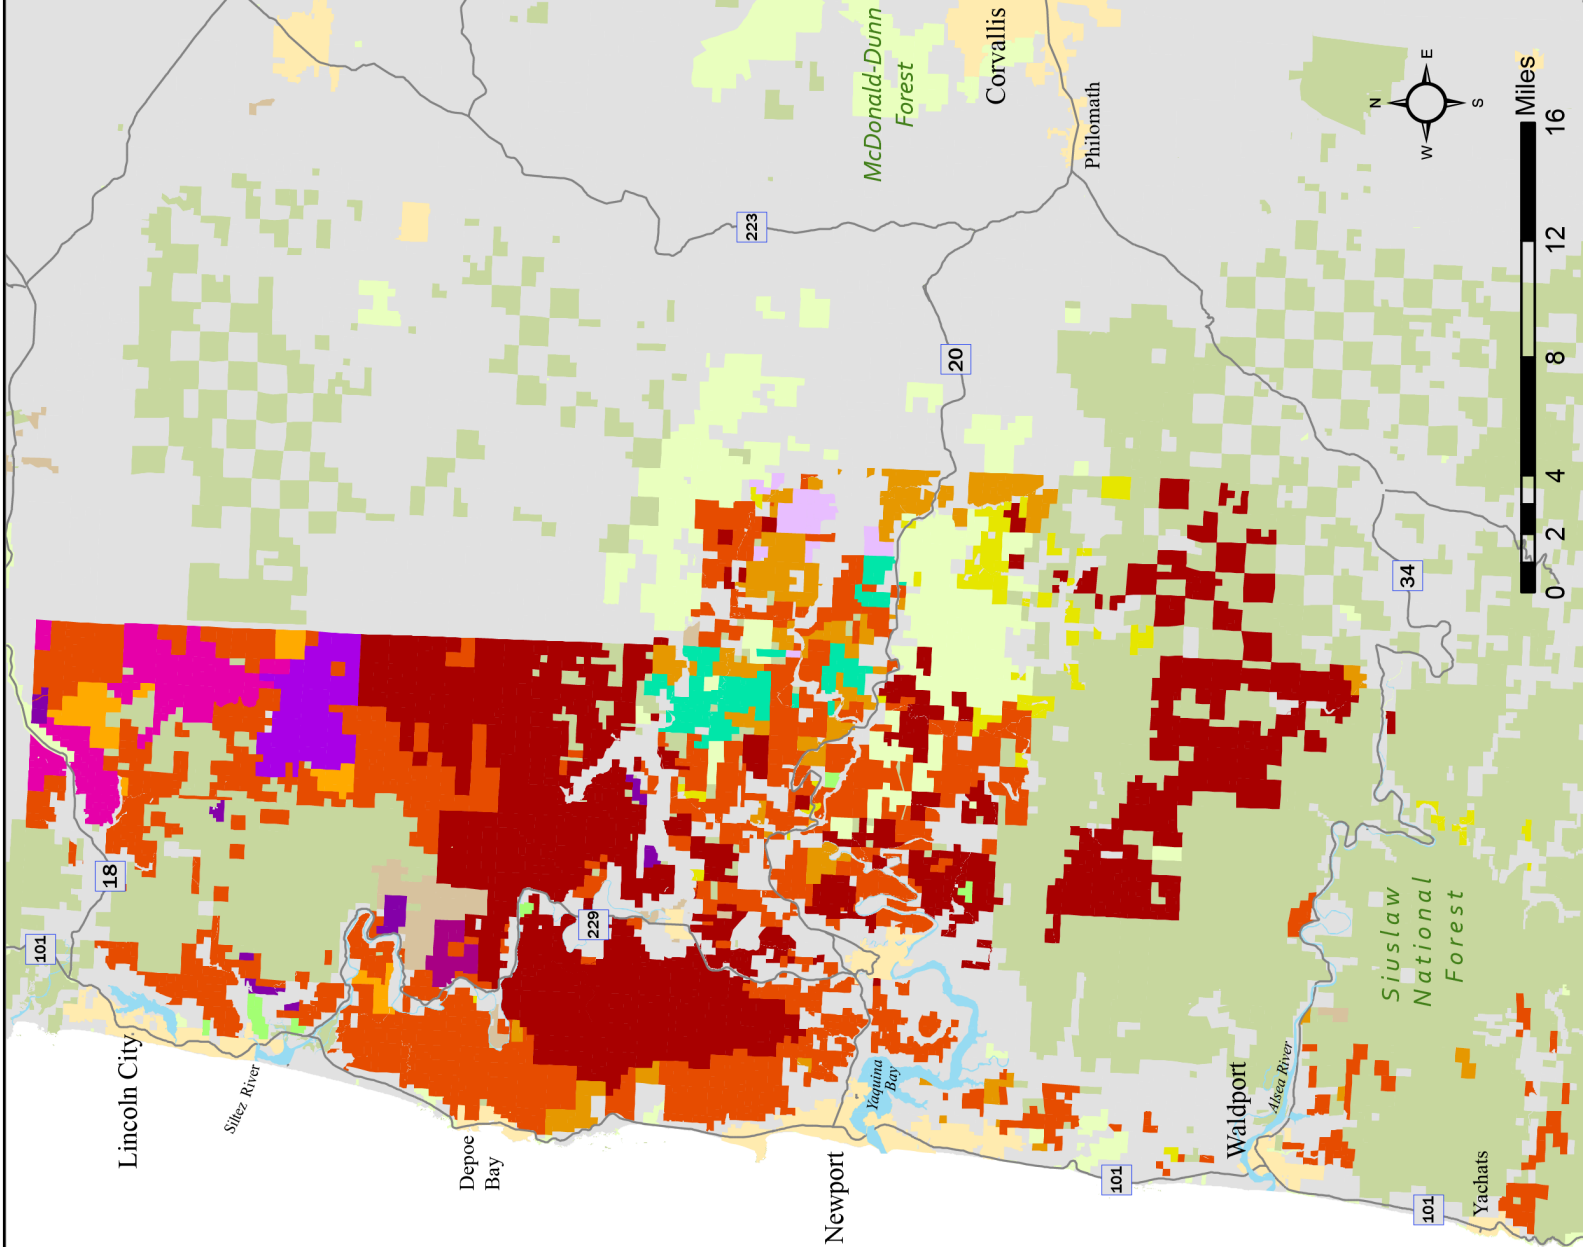 McDonald-Dunn
Forest
Corvallis
Philomath
N
E
W
S
Miles
0
2
4
8
12
16
223
20
34
18
101
229
Lincoln City
Siltez River
Depoe
Bay
Newport
Yaquina
Bay
101
Waldport
Alsea River
Siuslaw
National
Forest
101
Yachats